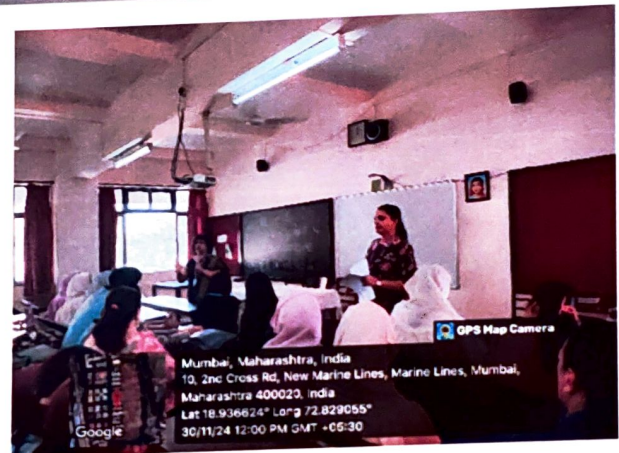 GPS Map Camera
Mumbai, Maharashtra, India
10, 2nd Cross Rd, New Marine Lines, Marine Lines, Mumbai,
Maharashtra 400020, India
Lat 18.936624° Long 72.829055°
30/11/24 12:00 PM GMT +05:30
Google